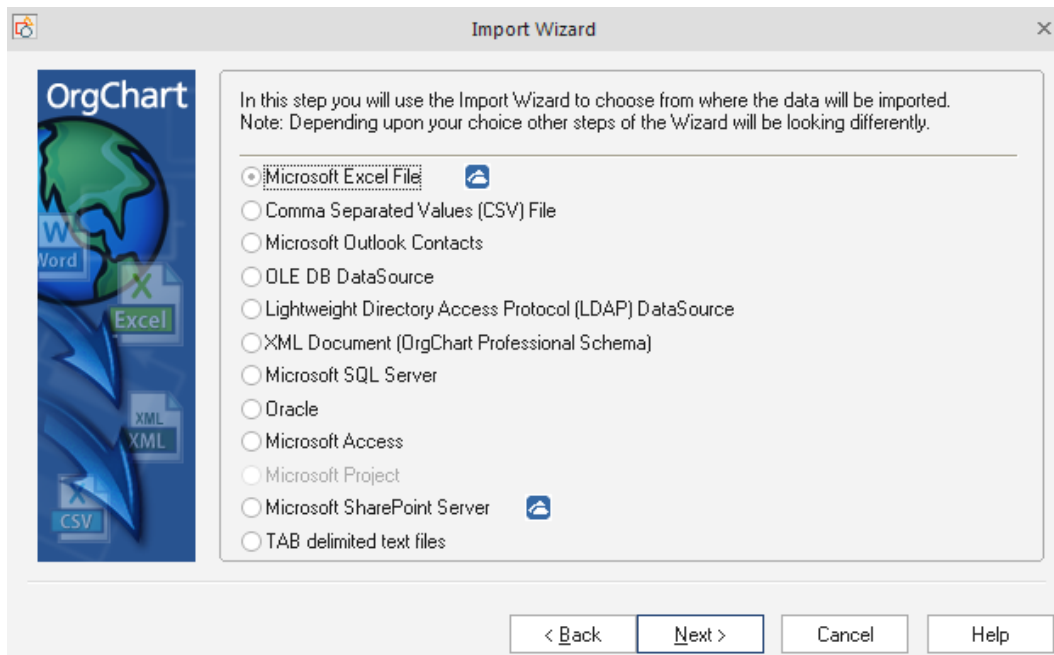 Import Wizard
OrgChart
In this step you will use the Import Wizard to choose from where the data will be imported.
Note: Depending upon your choice other steps of the Wizard will be looking differently.
Microsoft Excel File
Comma Separated Values (CSV) File
Microsoft Outlook Contacts
OLE DB DataSource
Lightweight Directory Access Protocol (LDAP) DataSource
XML Document (OrgChart Professional Schema)
Microsoft SQL Server
Oracle
Microsoft Access
Microsoft Project
Microsoft SharePoint Server
TAB delimited text files
W
Word
X
Excel
XML
XML
X
CSV
< Back
Next >
Cancel
Help